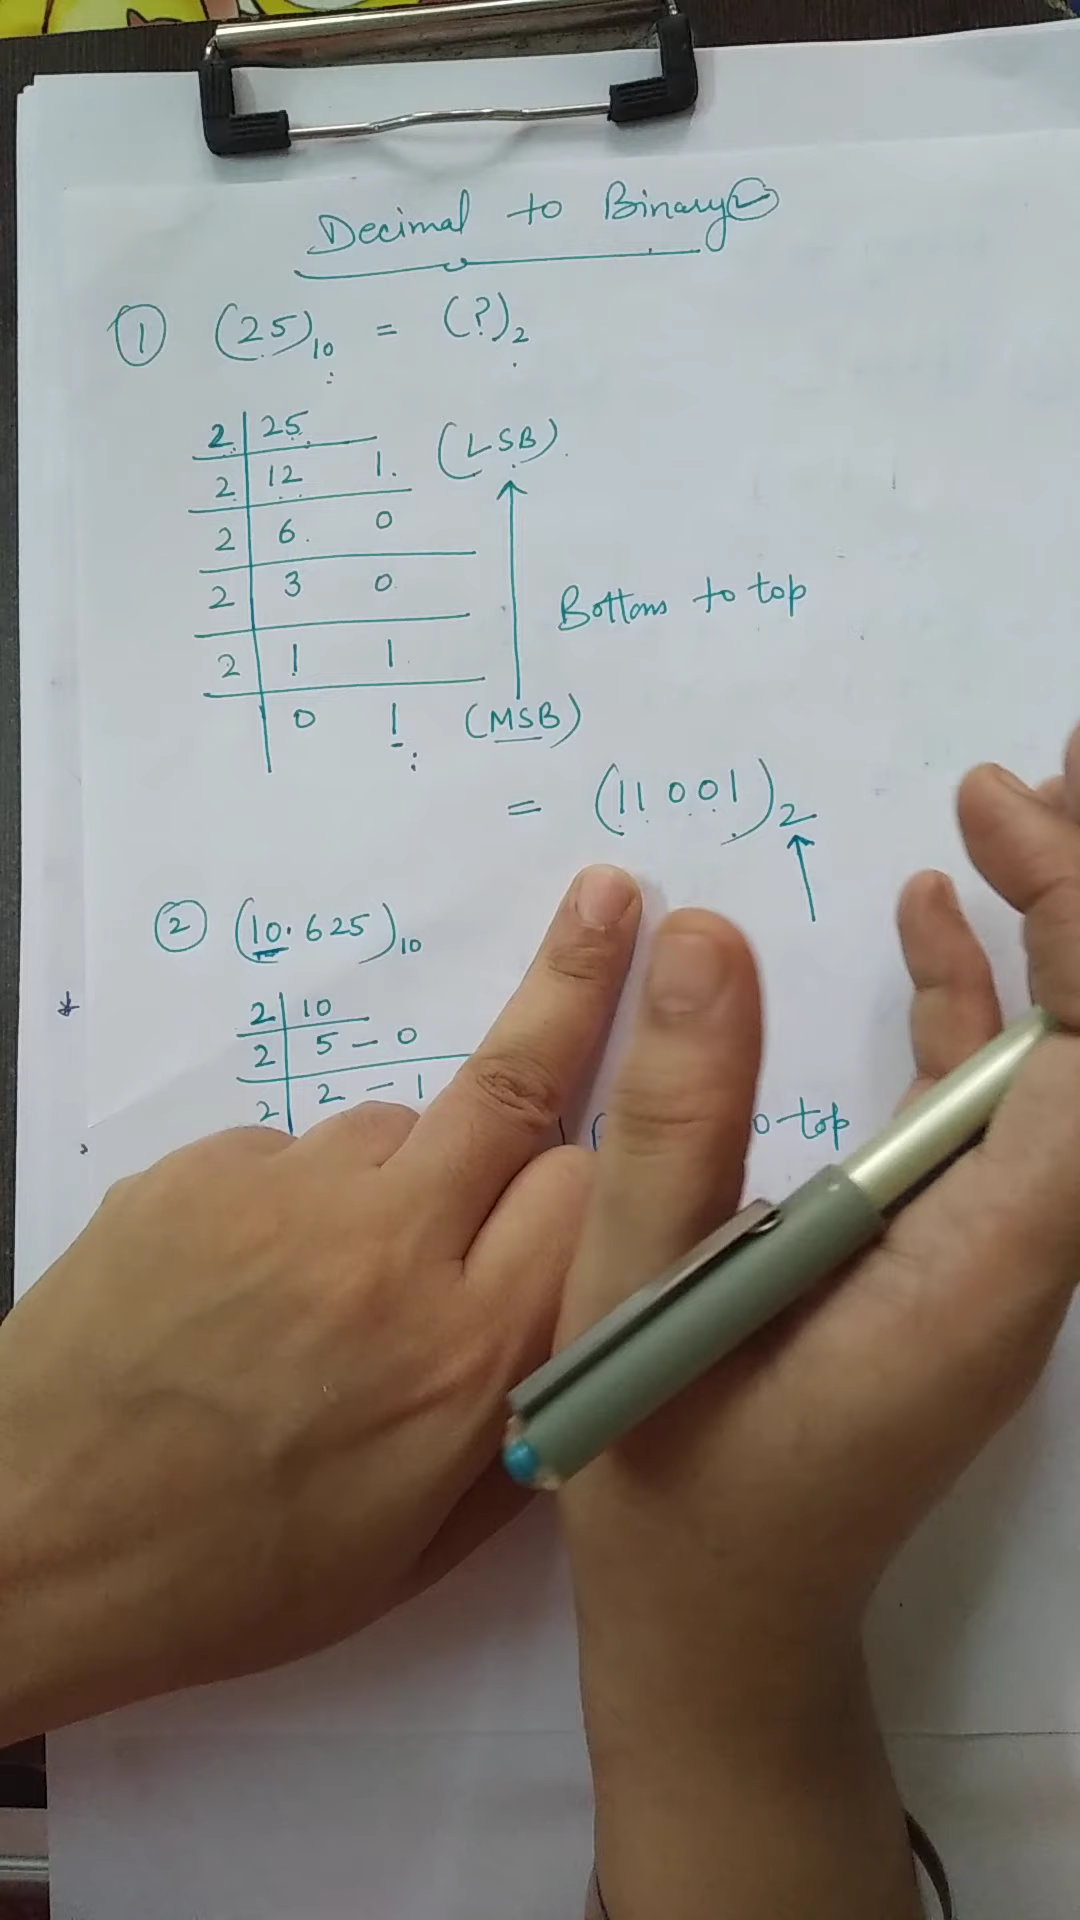 Decimal to Binary
① (25)₁₀ = (?)₂
2 | 25
2 | 12 1 (LSB)
2 | 6 0
2 | 3 0
Bottom to top
2 | 1 1
0 1 (MSB)
= (11001)₂
② (10.625)₁₀
2 | 10
2 | 5 – 0
2 | 2 – 1
top